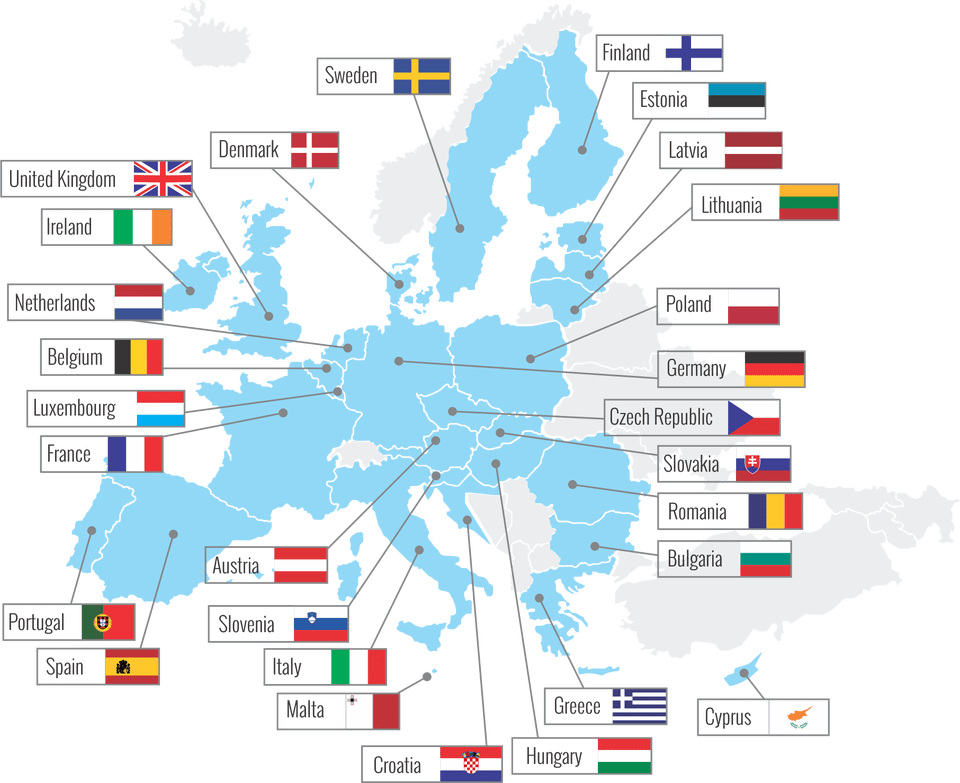 Finland
Sweden
Estonia
Denmark
Latvia
United Kingdom
Lithuania
Ireland
Netherlands
Poland
Belgium
Germany
Luxembourg
Czech Republic
France
Slovakia
Romania
Bulgaria
Austria
Portugal
Slovenia
Spain
Italy
Malta
Greece
Cyprus
Croatia
Hungary